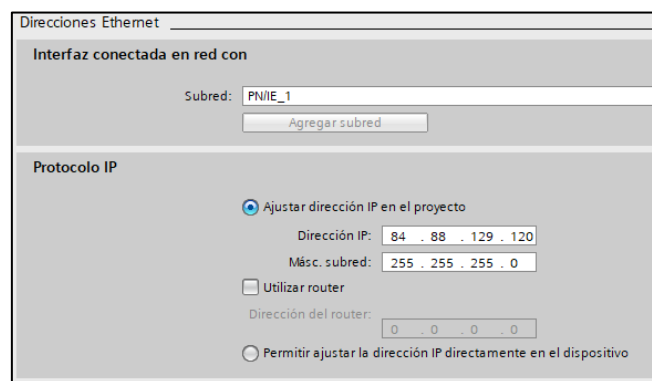 Direcciones Ethernet
Interfaz conectada en red con
Subred: PN/IE_1
Agregar subred
Protocolo IP
Ajustar dirección IP en el proyecto
Dirección IP: 84 . 88 . 129 . 120
Másc. subred: 255 . 255 . 255 . 0
Utilizar router
Dirección del router: 0 . 0 . 0 . 0
Permitir ajustar la dirección IP directamente en el dispositivo